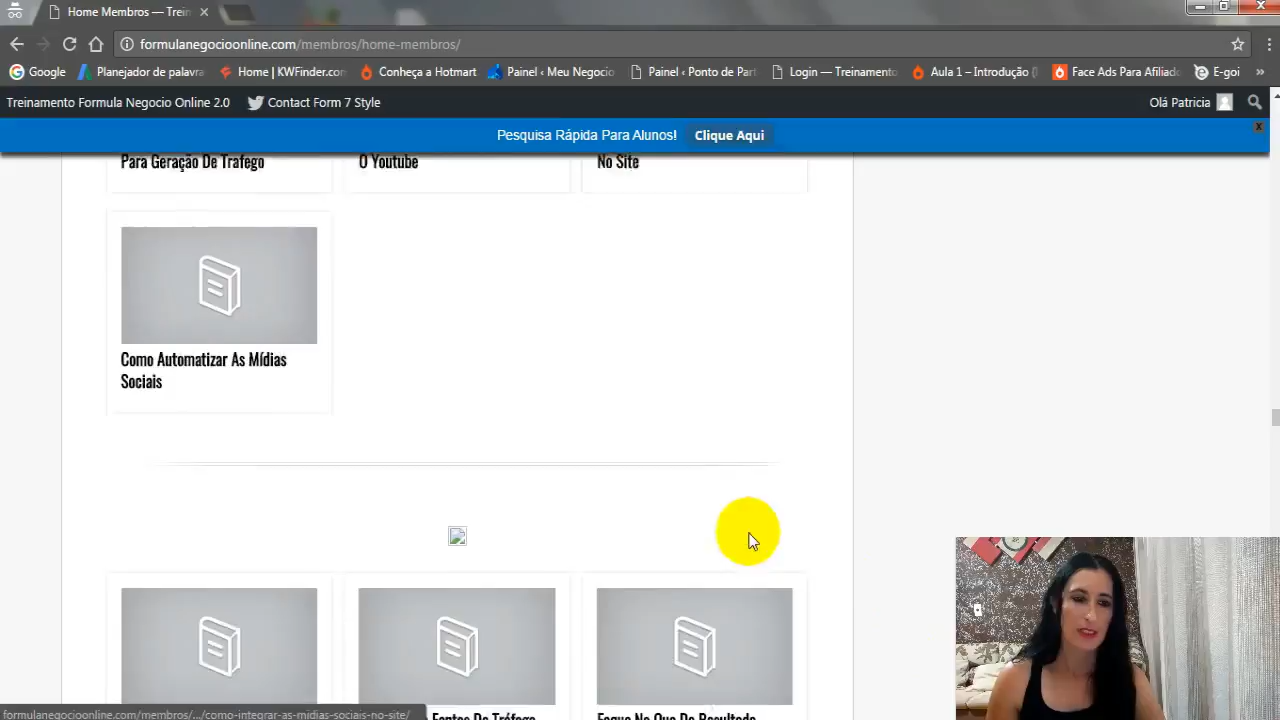 Home Membros — Trein
formulanegocioonline.com/membros/home-membros/
Google
Planejador de palavra
Home | KWFinder.com
Conheça a Hotmart
Painel ‹ Meu Negocio
Painel ‹ Ponto de Part
Login — Treinamento
Aula 1 – Introdução (
Face Ads Para Afiliado
E-goi
»
Treinamento Formula Negocio Online 2.0
Contact Form 7 Style
Olá Patricia
Pesquisa Rápida Para Alunos! Clique Aqui
x
Para Geração De Trafego
O Youtube
No Site
Como Automatizar As Mídias
Sociais
Fontes De Tráfego
Foque No Que Da Resultado
formulanegocioonline.com/membros/.../como-integrar-as-midias-sociais-no-site/